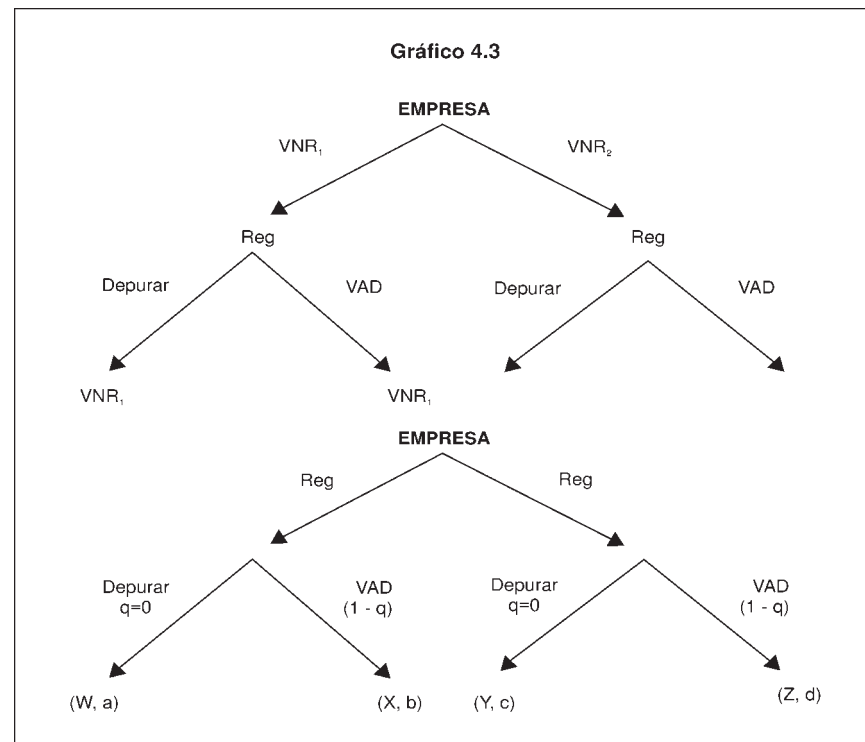 Gráfico 4.3
EMPRESA
VNR₁ VNR₂
Reg Reg
Depurar VAD Depurar VAD
VNR₁ VNR₁
EMPRESA
Reg Reg
Depurar VAD Depurar VAD
q=0 (1 - q) q=0 (1 - q)
(W, a) (X, b) (Y, c) (Z, d)